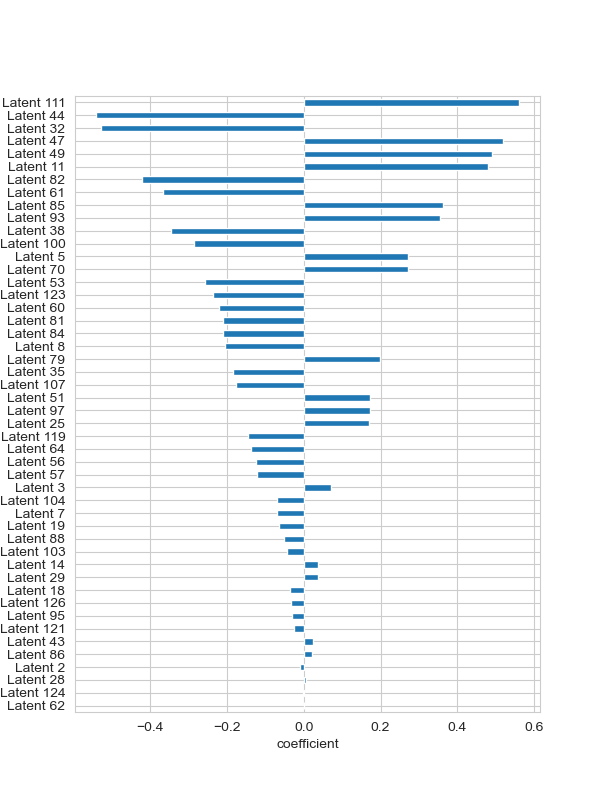 Latent 111
Latent 44
Latent 32
Latent 47
Latent 49
Latent 11
Latent 82
Latent 61
Latent 85
Latent 93
Latent 38
Latent 100
Latent 5
Latent 70
Latent 53
Latent 123
Latent 60
Latent 81
Latent 84
Latent 8
Latent 79
Latent 35
Latent 107
Latent 51
Latent 97
Latent 25
Latent 119
Latent 64
Latent 56
Latent 57
Latent 3
Latent 104
Latent 7
Latent 19
Latent 88
Latent 103
Latent 14
Latent 29
Latent 18
Latent 126
Latent 95
Latent 121
Latent 43
Latent 86
Latent 2
Latent 28
Latent 124
Latent 62
−0.4 −0.2 0.0 0.2 0.4 0.6
coefficient